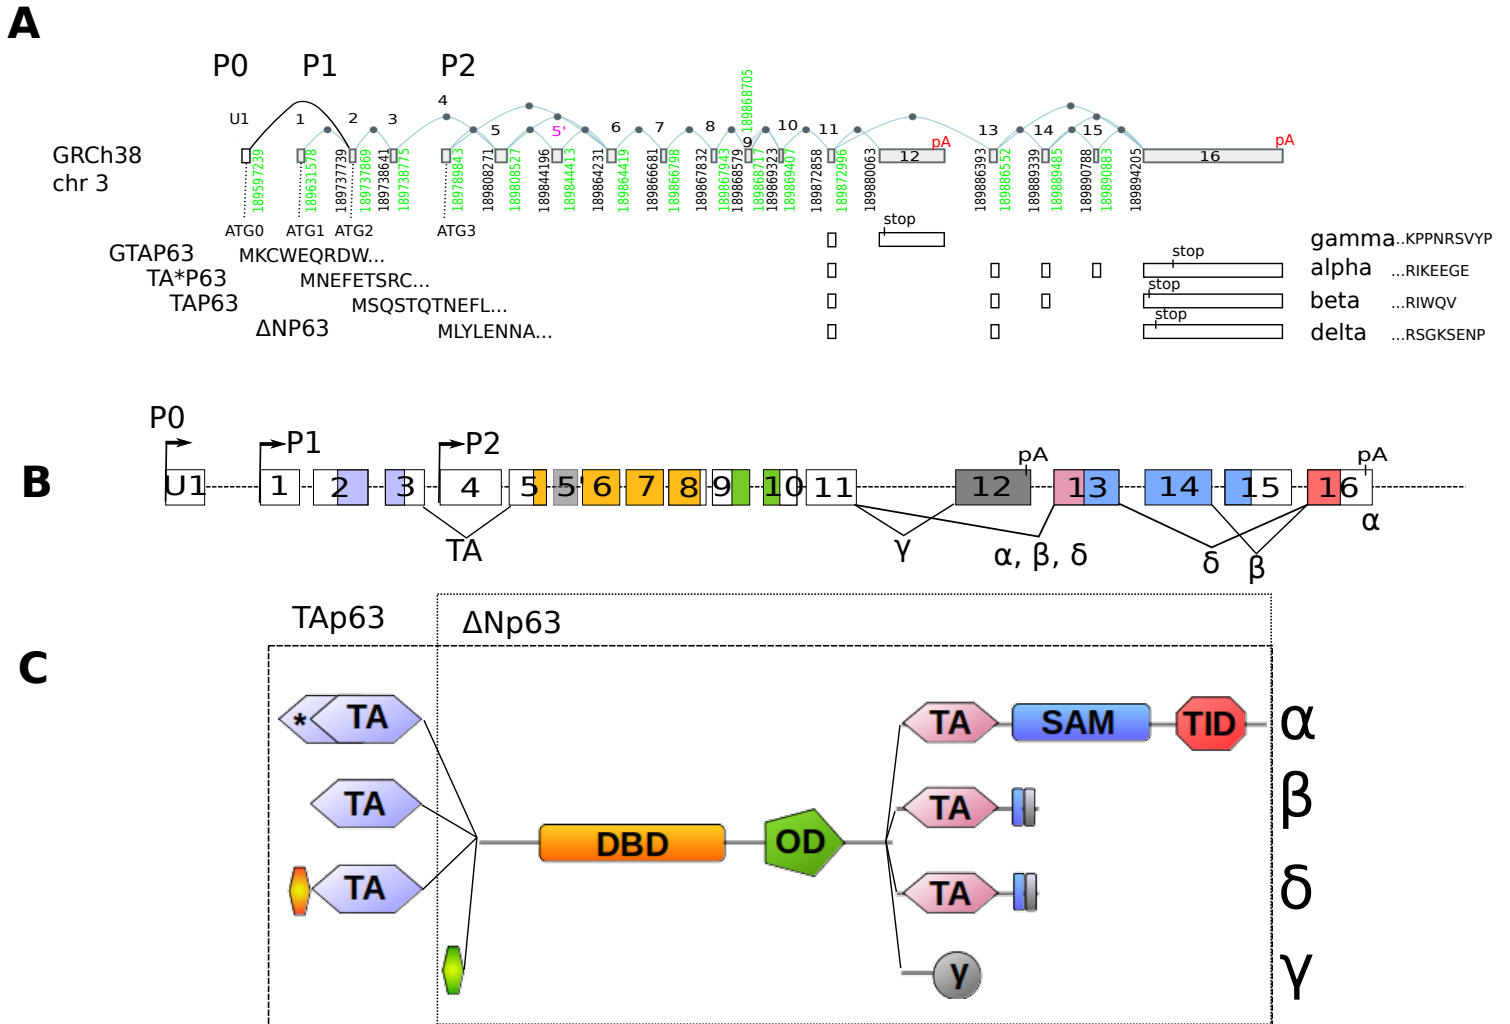 A
P0 P1 P2
U1 1 2 3 4 5 5' 6 7 8 9 10 11 12 13 14 15 16
pA pA
GRCh38
chr 3
189597239
189631578
189737739
189737869
189738641
189738775
189789843
189808271
189808527
189844196
189844413
189864231
189864419
189866681
189866798
189867832
189867943
189868579
189868705
189868717
189869323
189869407
189872858
189872996
189880063
189886393
189886552
189889339
189889485
189890788
189890883
189894205
ATG0 ATG1 ATG2 ATG3
GTAP63 MKCWEQRDW...
TA*P63 MNEFETSRC...
TAP63 MSQSTQTNEFL...
ΔNP63 MLYLENNA...
stop gamma ..KPPNRSVYP
stop alpha ...RIKEEGE
stop beta ...RIWQV
stop delta ...RSGKSENP
B
P0 P1 P2
pA pA
U1 1 2 3 4 5 5' 6 7 8 9 10 11 12 13 14 15 16
TA γ α, β, δ δ β α
C
TAp63 ΔNp63
* TA TA SAM TID α
TA TA β
DBD OD
TA TA δ
γ γ